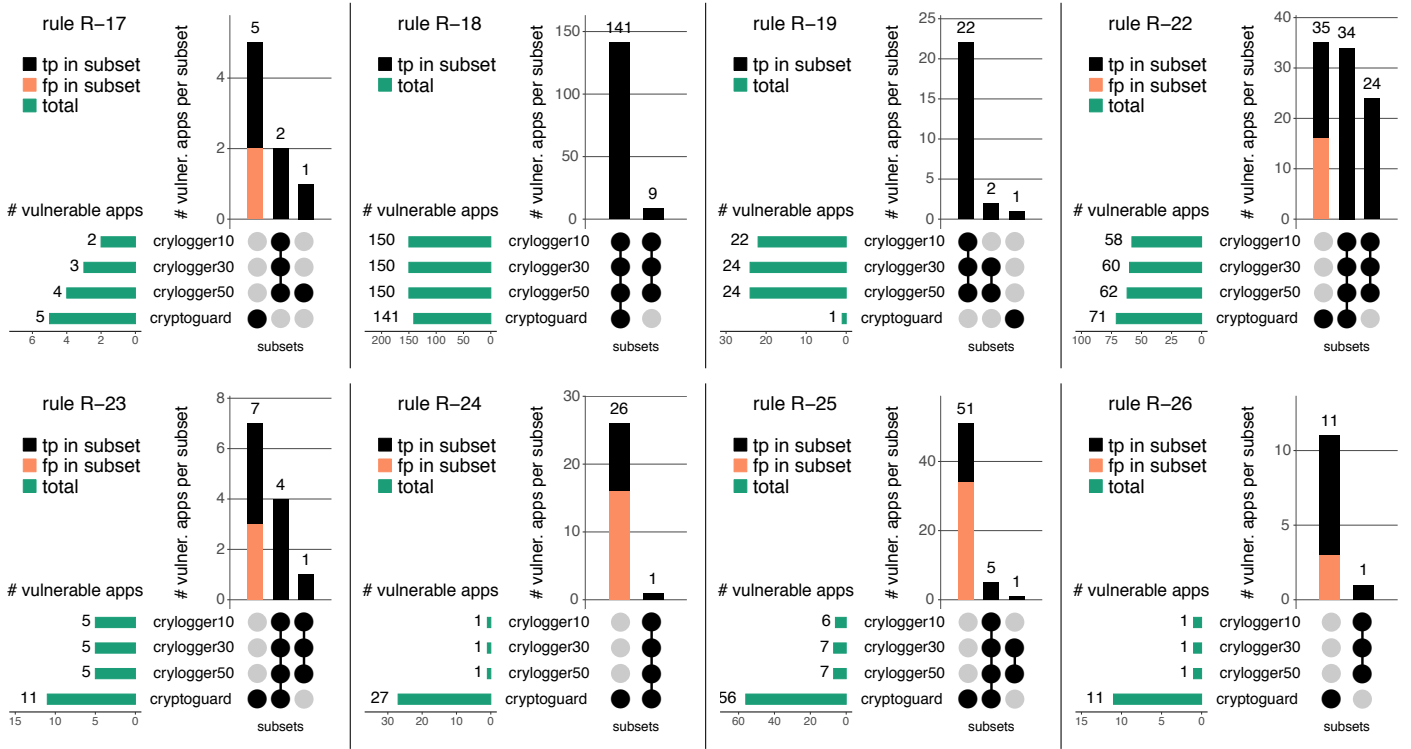 rule R−17
tp in subset
fp in subset
total
# vulner. apps per subset
0
2
4
5
2
1
# vulnerable apps
2
3
4
5
crylogger10
crylogger30
crylogger50
cryptoguard
6
4
2
0
subsets
rule R−18
tp in subset
total
# vulner. apps per subset
0
50
100
150
141
9
# vulnerable apps
150
150
150
141
crylogger10
crylogger30
crylogger50
cryptoguard
200
150
100
50
0
subsets
rule R−19
tp in subset
total
# vulner. apps per subset
0
5
10
15
20
25
22
2
1
# vulnerable apps
22
24
24
1
crylogger10
crylogger30
crylogger50
cryptoguard
30
20
10
0
subsets
rule R−22
tp in subset
fp in subset
total
# vulner. apps per subset
0
10
20
30
40
35
34
24
# vulnerable apps
58
60
62
71
crylogger10
crylogger30
crylogger50
cryptoguard
100
75
50
25
0
subsets
rule R−23
tp in subset
fp in subset
total
# vulner. apps per subset
0
2
4
6
8
7
4
1
# vulnerable apps
5
5
5
11
crylogger10
crylogger30
crylogger50
cryptoguard
15
10
5
0
subsets
rule R−24
tp in subset
fp in subset
total
# vulner. apps per subset
0
10
20
30
26
1
# vulnerable apps
1
1
1
27
crylogger10
crylogger30
crylogger50
cryptoguard
30
20
10
0
subsets
rule R−25
tp in subset
fp in subset
total
# vulner. apps per subset
0
20
40
51
5
1
# vulnerable apps
6
7
7
56
crylogger10
crylogger30
crylogger50
cryptoguard
60
40
20
0
subsets
rule R−26
tp in subset
fp in subset
total
# vulner. apps per subset
0
5
10
11
1
# vulnerable apps
1
1
1
11
crylogger10
crylogger30
crylogger50
cryptoguard
15
10
5
0
subsets